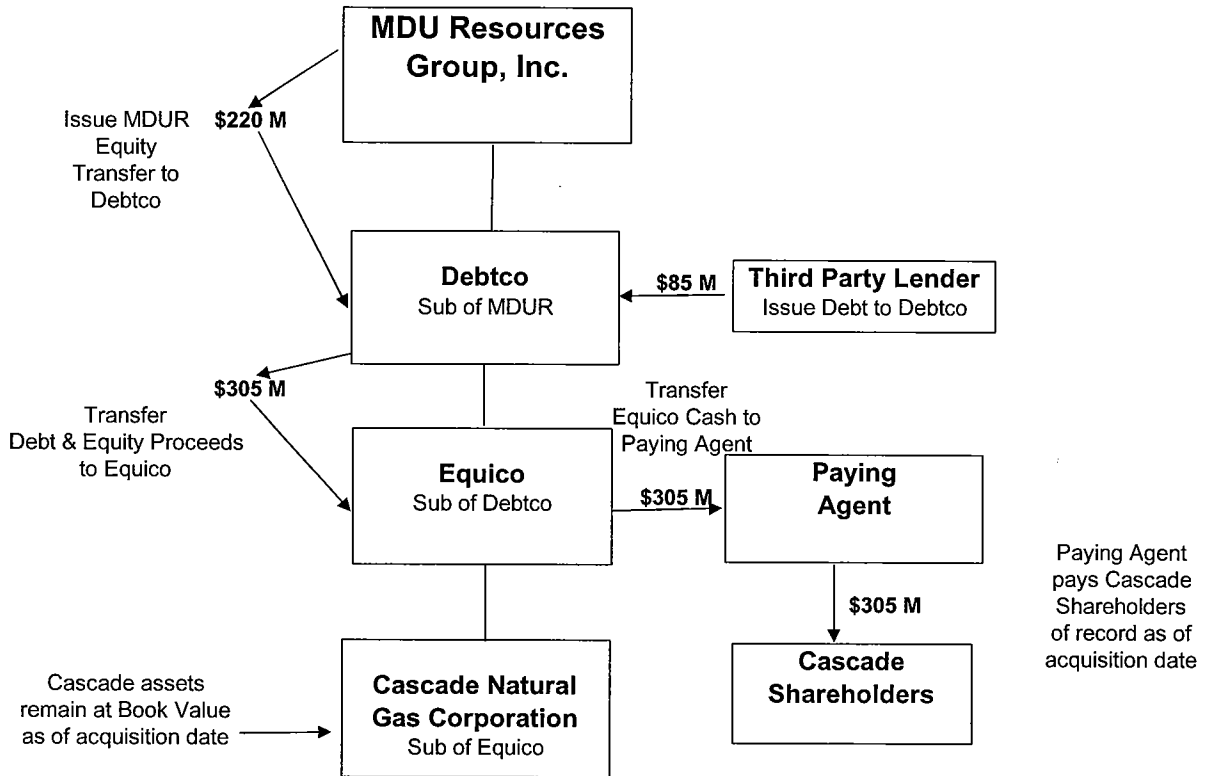 MDU Resources
Group, Inc.
Issue MDUR
Equity
Transfer to
Debtco
$220 M
Debtco
Sub of MDUR
$85 M
Third Party Lender
Issue Debt to Debtco
$305 M
Transfer
Debt & Equity Proceeds
to Equico
Transfer
Equico Cash to
Paying Agent
Equico
Sub of Debtco
$305 M
Paying
Agent
Paying Agent
pays Cascade
Shareholders
of record as of
acquisition date
$305 M
Cascade assets
remain at Book Value
as of acquisition date
Cascade Natural
Gas Corporation
Sub of Equico
Cascade
Shareholders